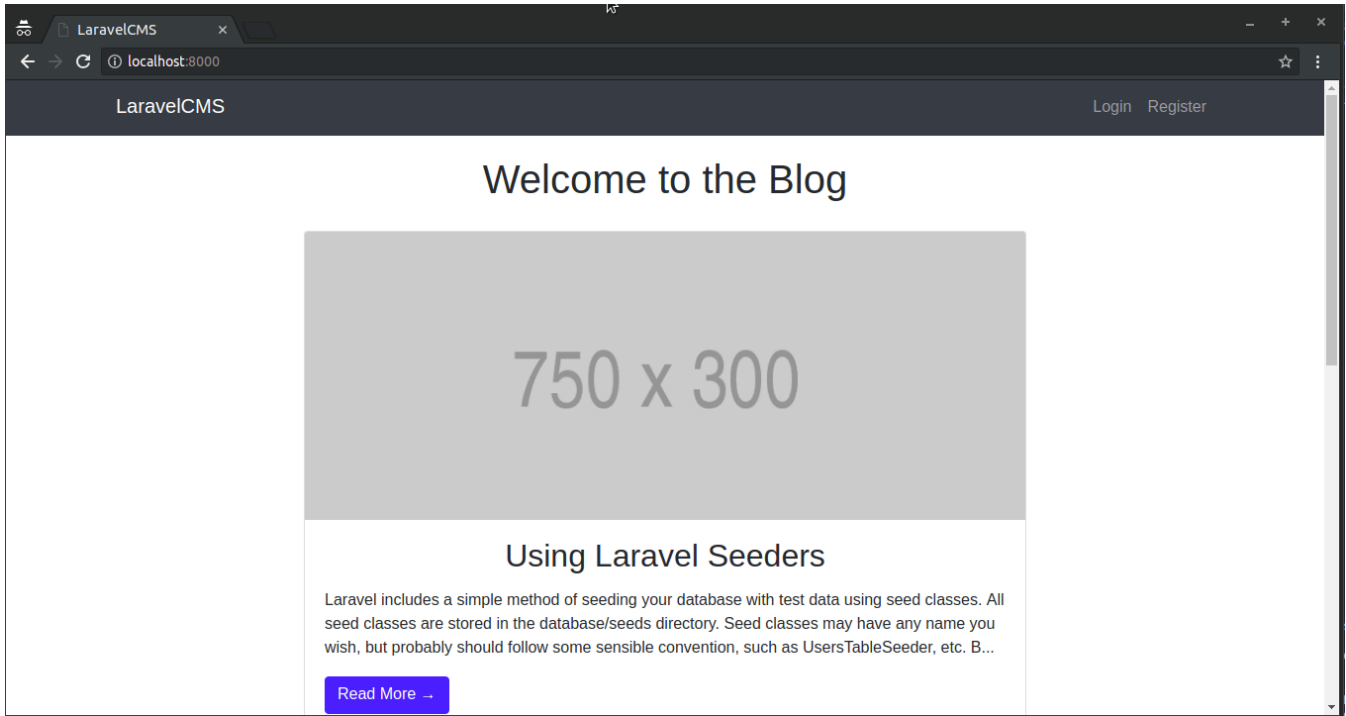 LaravelCMS
localhost:8000
LaravelCMS
Login Register
Welcome to the Blog
750 x 300
Using Laravel Seeders
Laravel includes a simple method of seeding your database with test data using seed classes. All
seed classes are stored in the database/seeds directory. Seed classes may have any name you
wish, but probably should follow some sensible convention, such as UsersTableSeeder, etc. B...
Read More →